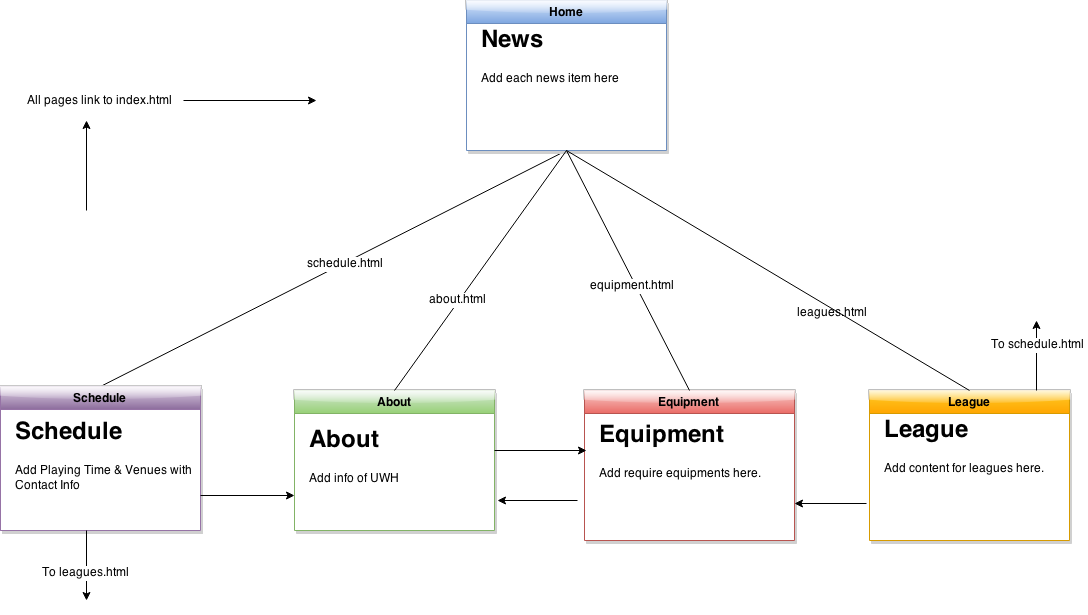 Home
News
Add each news item here
All pages link to index.html
schedule.html
about.html
equipment.html
leagues.html
To schedule.html
Schedule
Schedule
Add Playing Time & Venues with
Contact Info
To leagues.html
About
About
Add info of UWH
Equipment
Equipment
Add require equipments here.
League
League
Add content for leagues here.